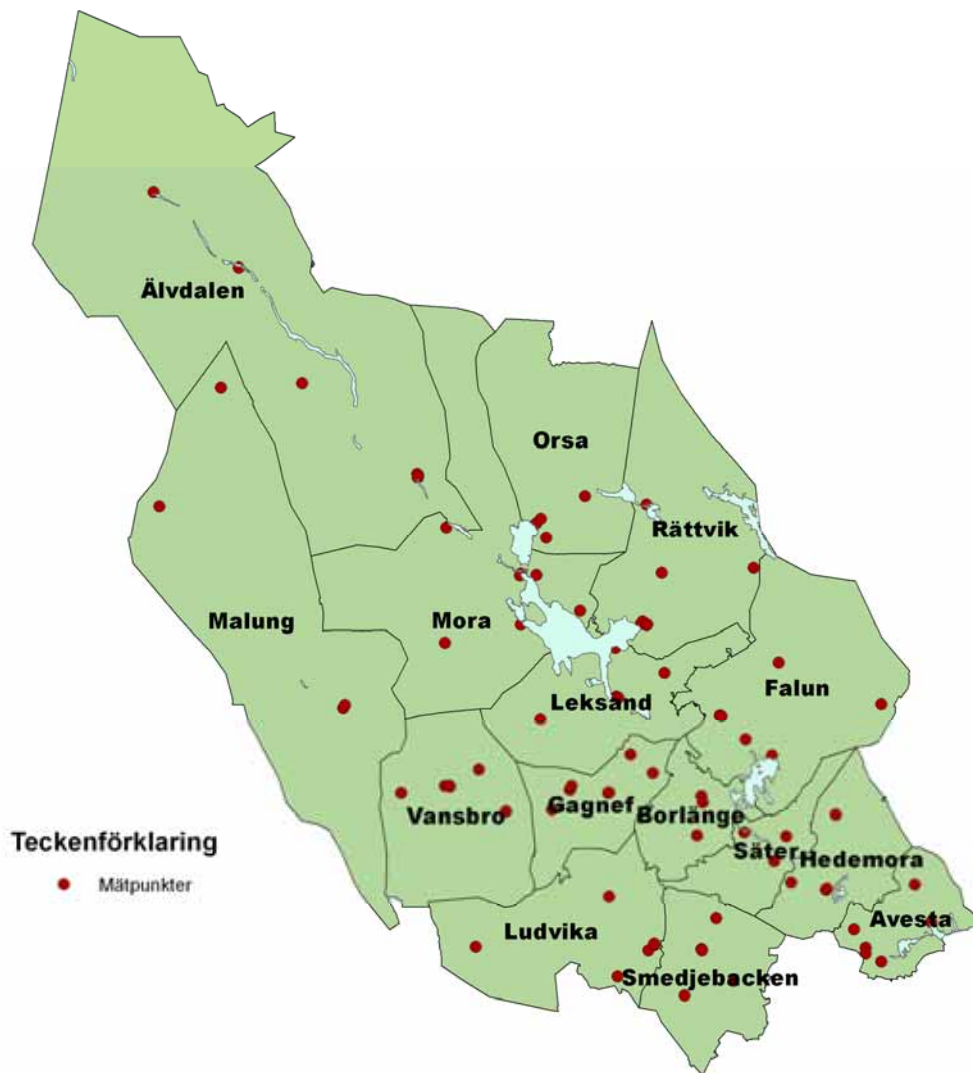 Älvdalen
Orsa
Rättvik
Malung
Mora
Falun
Leksand
Vansbro
Gagnef
Borlänge
Säter
Hedemora
Teckenförklaring
Mätpunkter
Avesta
Ludvika
Smedjebacken